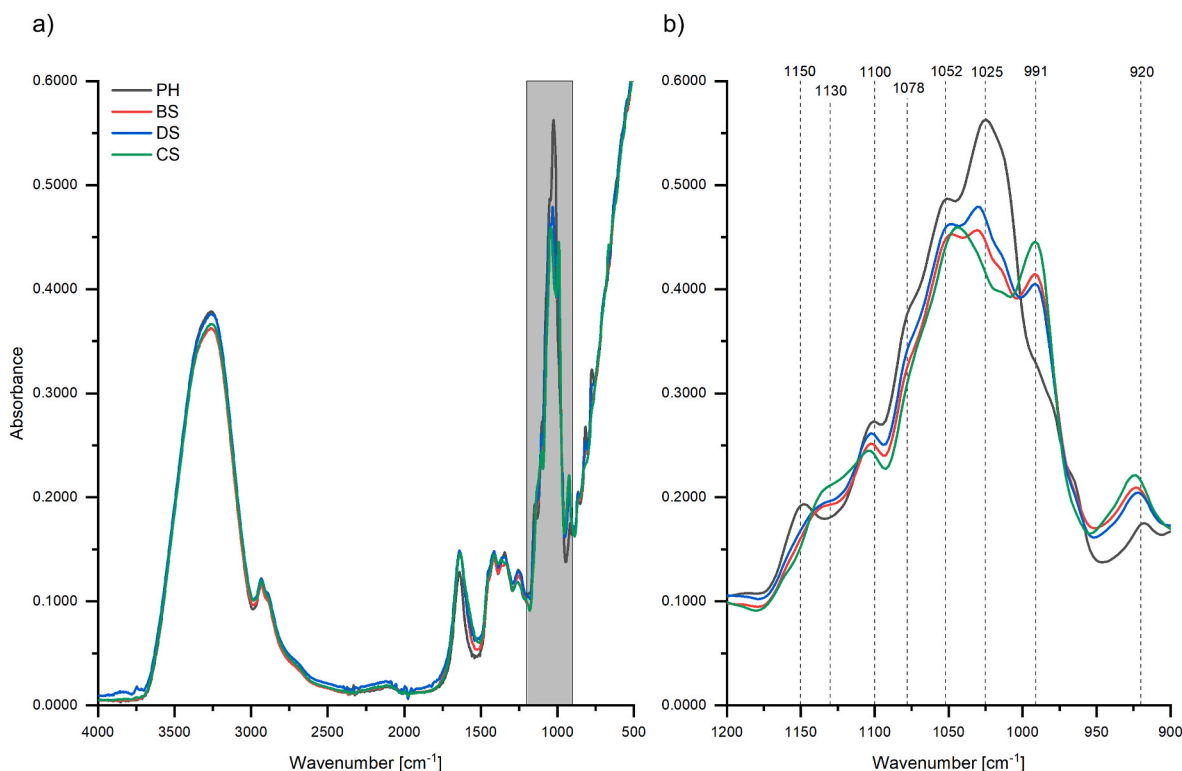 a)
b)
0.6000
0.5000
0.4000
0.3000
0.2000
0.1000
0.0000
Absorbance
PH
BS
DS
CS
4000 3500 3000 2500 2000 1500 1000 500
Wavenumber [cm⁻¹]
1150 1100 1052 1025 991 920
1130 1078
0.6000
0.5000
0.4000
0.3000
0.2000
0.1000
0.0000
1200 1150 1100 1050 1000 950 900
Wavenumber [cm⁻¹]